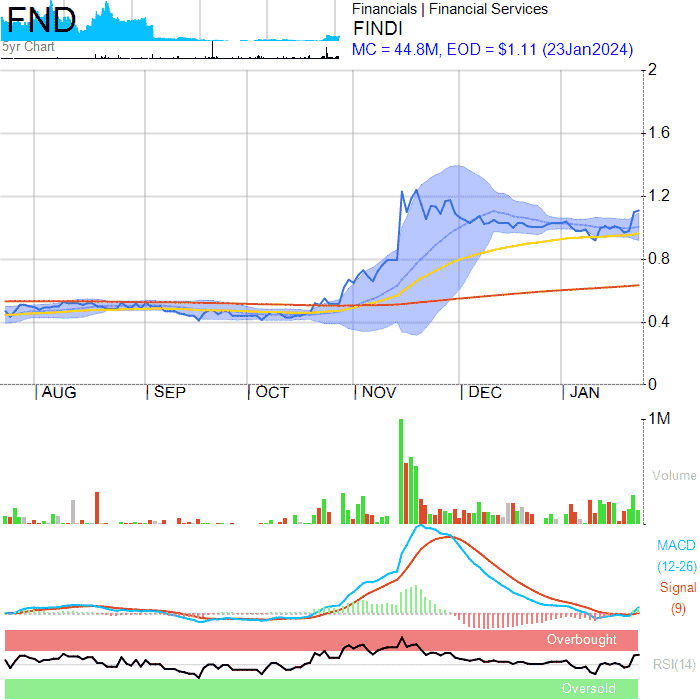 FND
5yr Chart
Financials | Financial Services
FINDI
MC = 44.8M, EOD = $1.11 (23Jan2024)
2
1.6
1.2
0.8
0.4
0
AUG SEP OCT NOV DEC JAN
1M
Volume
MACD
(12-26)
Signal
(9)
Overbought
RSI(14)
Oversold